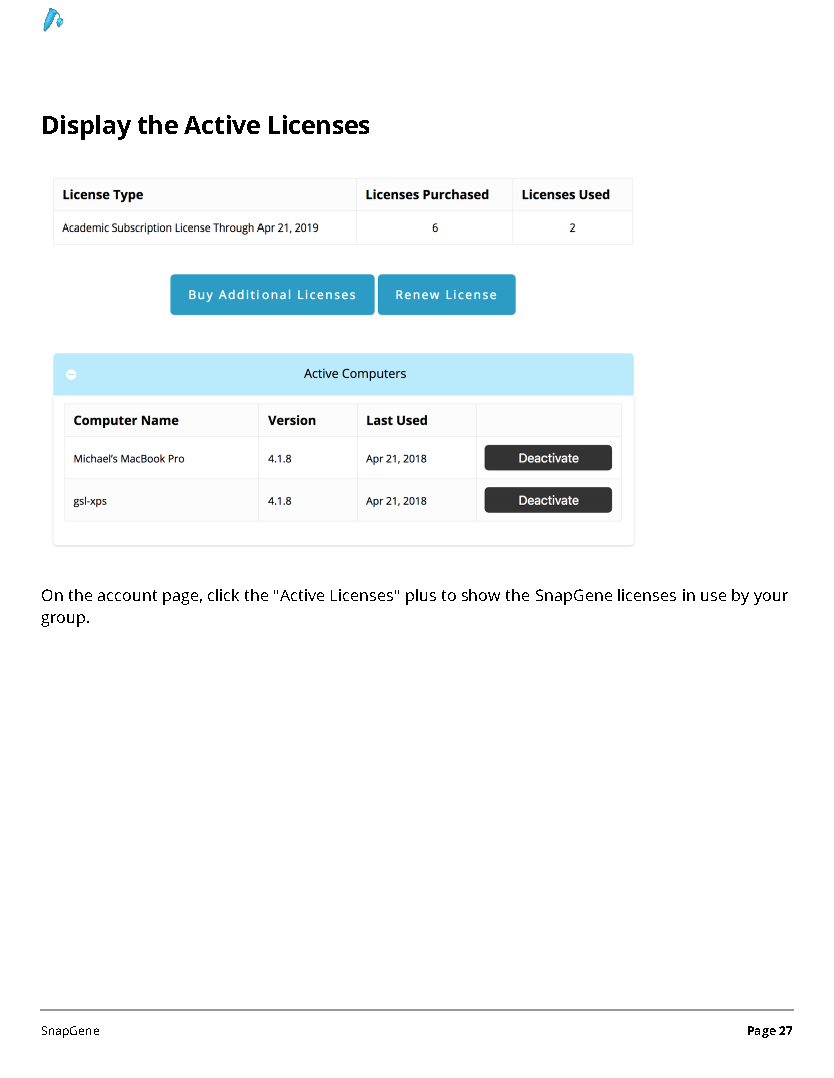 Display the Active Licenses
License Type Licenses Purchased Licenses Used
Academic Subscription License Through Apr 21, 2019 6 2
Buy Additional Licenses Renew License
Active Computers
Computer Name Version Last Used
Michael's MacBook Pro 4.1.8 Apr 21, 2018 Deactivate
gsl-xps 4.1.8 Apr 21, 2018 Deactivate
On the account page, click the "Active Licenses" plus to show the SnapGene licenses in use by your
group.
SnapGene Page 27